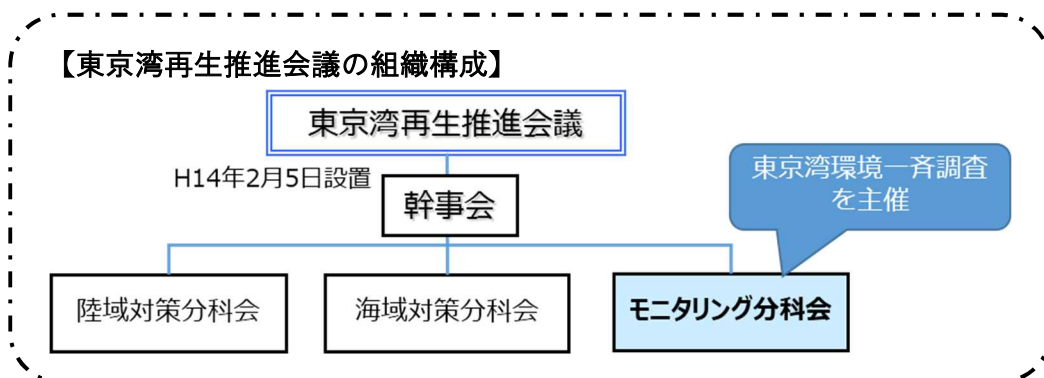 【東京湾再生推進会議の組織構成】
東京湾再生推進会議
H14年2月5日設置
幹事会
東京湾環境一斉調査
を主催
陸域対策分科会
海域対策分科会
モニタリング分科会